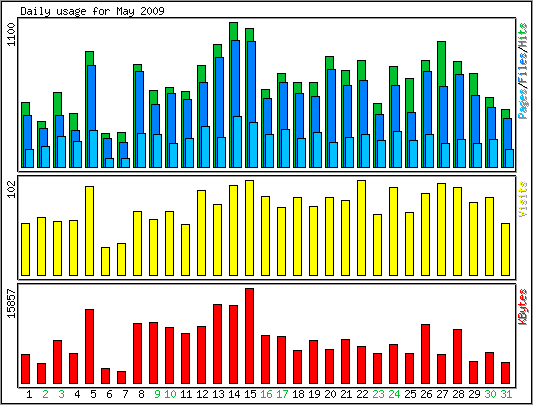 Daily usage for May 2009
1100
Pages/Files/Hits
102
Visits
15857
KBytes
1 2 3 4 5 6 7 8 9 10 11 12 13 14 15 16 17 18 19 20 21 22 23 24 25 26 27 28 29 30 31